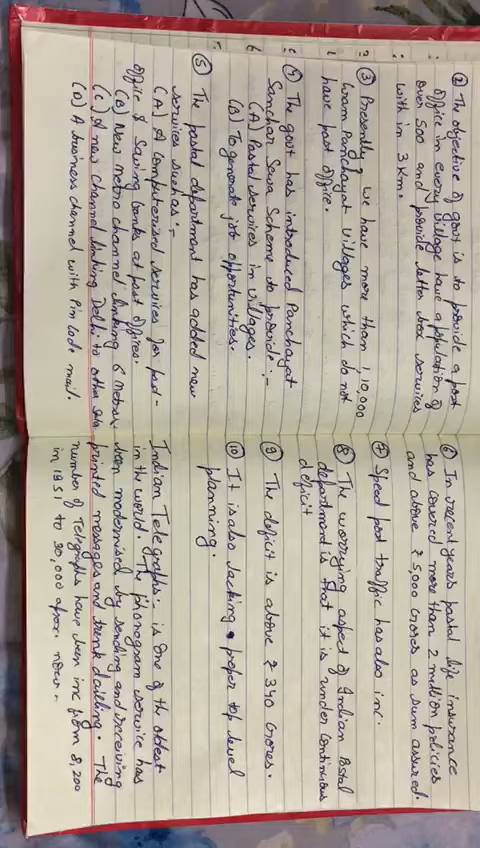 ② The objective of govt is to provide a post
office in every village have a population of
over 500 and provide letter box services
with in 3 Km.
③ Presently, we have more than 1,10,000
Gram Panchayat villages which do not
have post office.
④ The govt has introduced Panchayat
Sanchar Sewa Scheme to provide :-
(A) Postal services in villages.
(B) To generate job opportunities.
⑤ The postal department has added new
services such as :-
(A) A computerised services for post-
office & Saving banks at post offices.
(B) New metro channel linking 6 metros.
(C) A new channel linking Delhi to other
(D) A business channel with Pin Code mail.
⑥ In recent years postal life insurance
has covered more than 2 million policies
and above ₹ 5,000 crores as sum assured.
⑦ Speed post traffic has also inc.
⑧ The worrying aspect of Indian Postal
department is that it is under continious
deficit
⑨ The deficit is above ₹ 340 crores.
⑩ It is also lacking a proper top level
planning.
Indian Telegraphs: is one of the oldest
in the world. The phonogram service has
been modernised by sending and receiving
printed messages and trunk dialling. The
number of Telegraphs have been inc from 8,200
in 1951 to 30,000 approx. now.